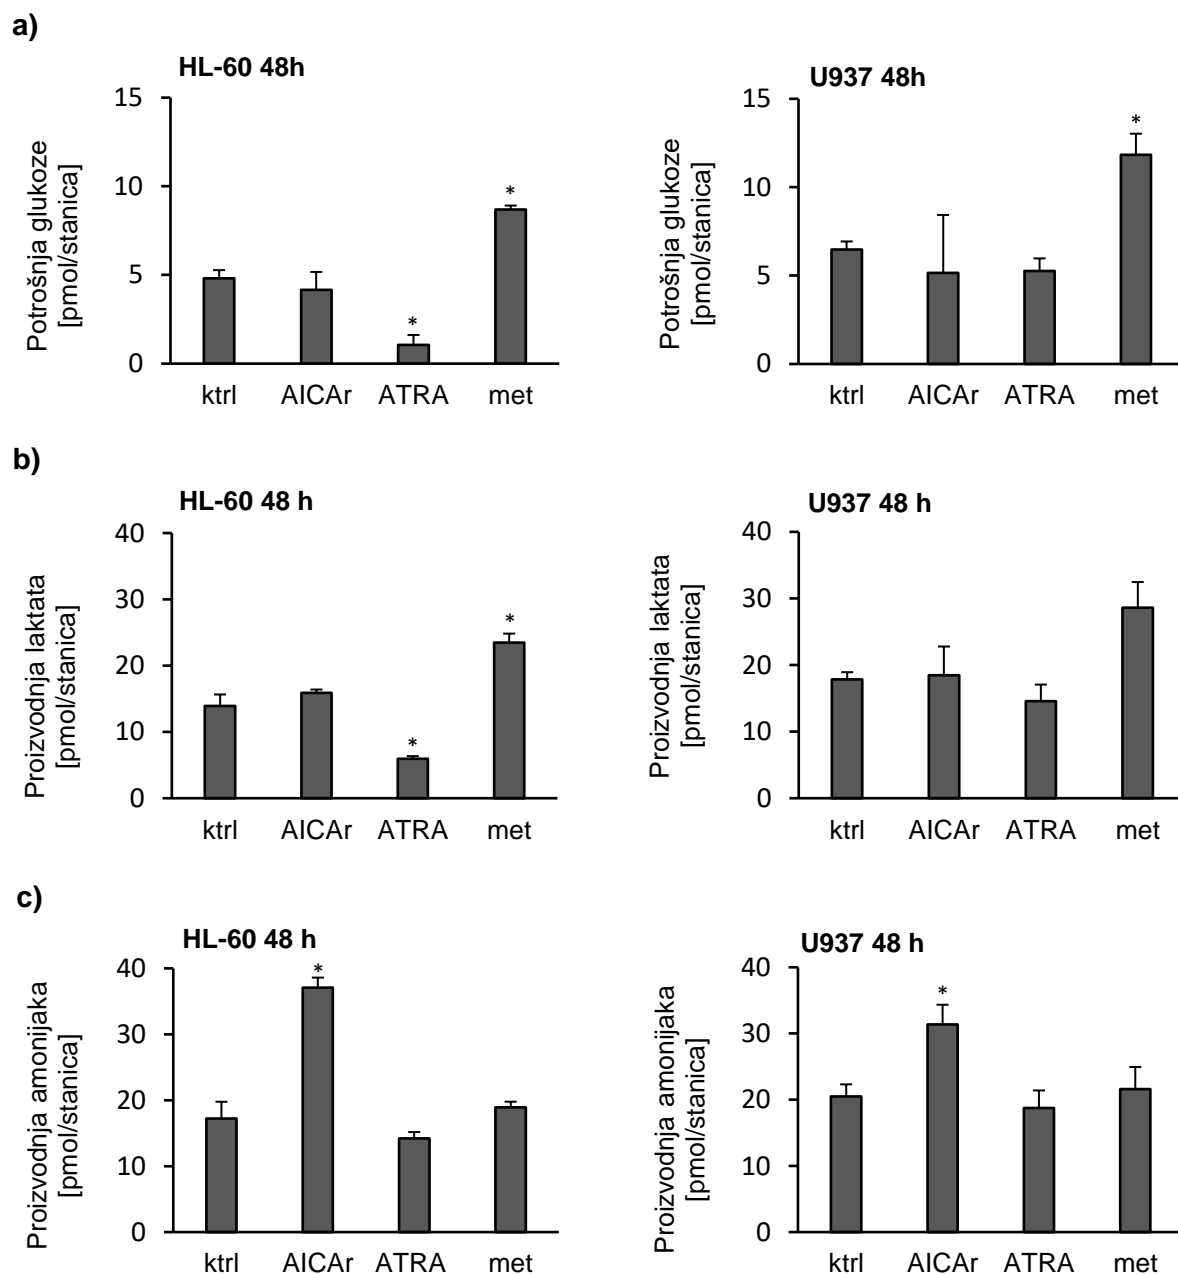 a)
HL-60 48h
Potrošnja glukoze
[pmol/stanica]
15
10
5
0
*
*
ktrl AICAr ATRA met
U937 48h
Potrošnja glukoze
[pmol/stanica]
15
10
5
0
*
ktrl AICAr ATRA met
b)
HL-60 48 h
Proizvodnja laktata
[pmol/stanica]
40
30
20
10
0
*
*
ktrl AICAr ATRA met
U937 48 h
Proizvodnja laktata
[pmol/stanica]
40
30
20
10
0
ktrl AICAr ATRA met
c)
HL-60 48 h
Proizvodnja amonijaka
[pmol/stanica]
40
30
20
10
0
*
ktrl AICAr ATRA met
U937 48 h
Proizvodnja amonijaka
[pmol/stanica]
40
30
20
10
0
*
ktrl AICAr ATRA met